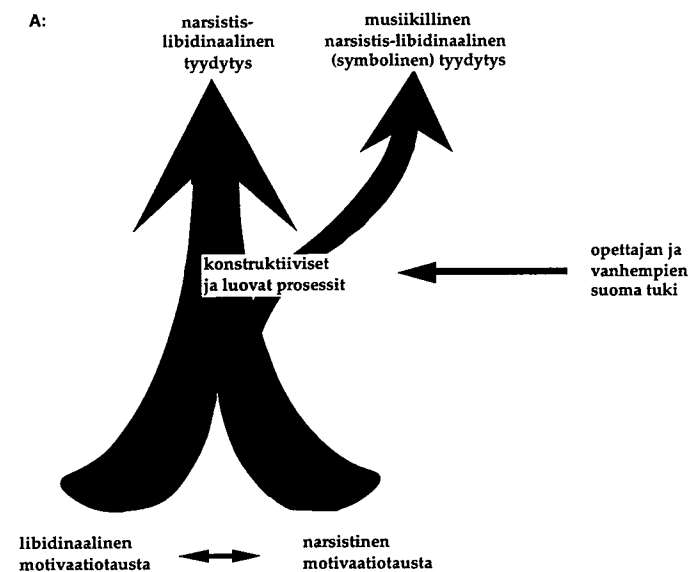 A:
narsistis-
libidinaalinen
tyydytys
musiikillinen
narsistis-libidinaalinen
(symbolinen) tyydytys
konstruktiiviset
ja luovat prosessit
opettajan ja
vanhempien
suoma tuki
libidinaalinen
motivaatiotausta
narsistinen
motivaatiotausta